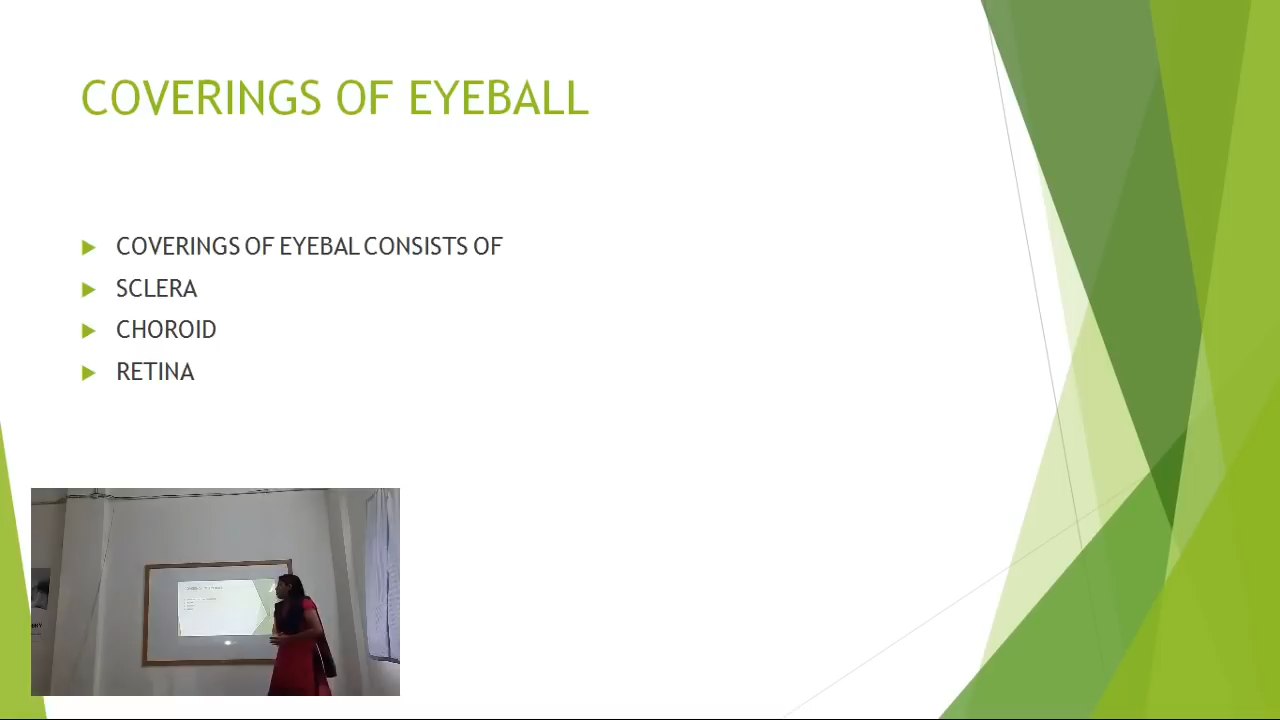 COVERINGS OF EYEBALL
COVERINGS OF EYEBAL CONSISTS OF
SCLERA
CHOROID
RETINA